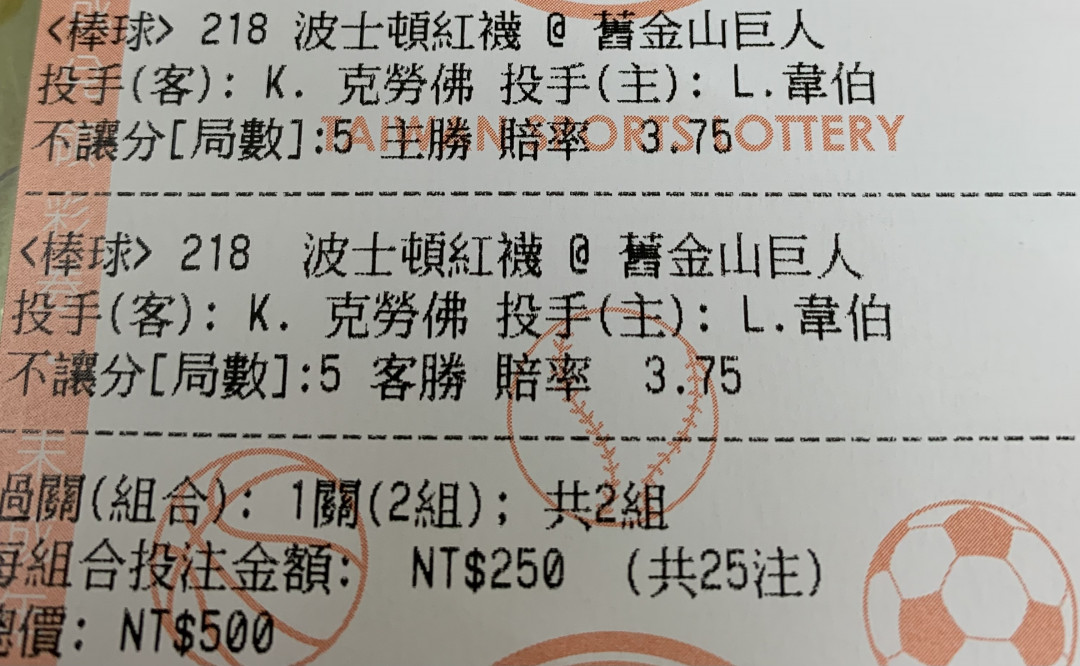 <棒球> 218 波士頓紅襪 @ 舊金山巨人
投手(客): K. 克勞佛 投手(主): L.韋伯
不讓分[局數]:5 主勝 賠率 3.75
TAIWAN SPORTS LOTTERY
<棒球> 218 波士頓紅襪 @ 舊金山巨人
投手(客): K. 克勞佛 投手(主): L.韋伯
不讓分[局數]:5 客勝 賠率 3.75
過關(組合): 1關(2組); 共2組
每組合投注金額: NT$250 (共25注)
總價: NT$500